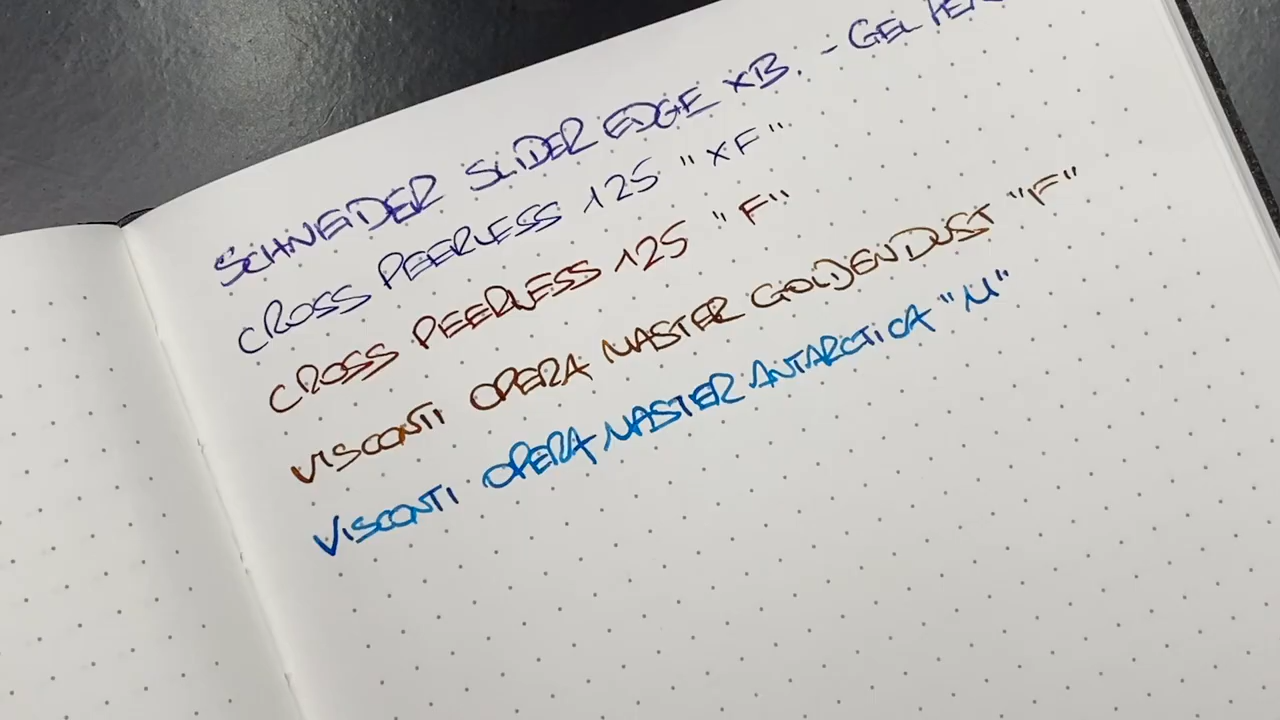 SCHNEIDER SLIDER EDGE XB. - GEL PEN
CROSS PEERLESS 125 "XF"
CROSS PEERLESS 125 "F"
VISCONTI OPERA MASTER GOLDEN DUST "F"
VISCONTI OPERA MASTER ANTARCTICA "M"